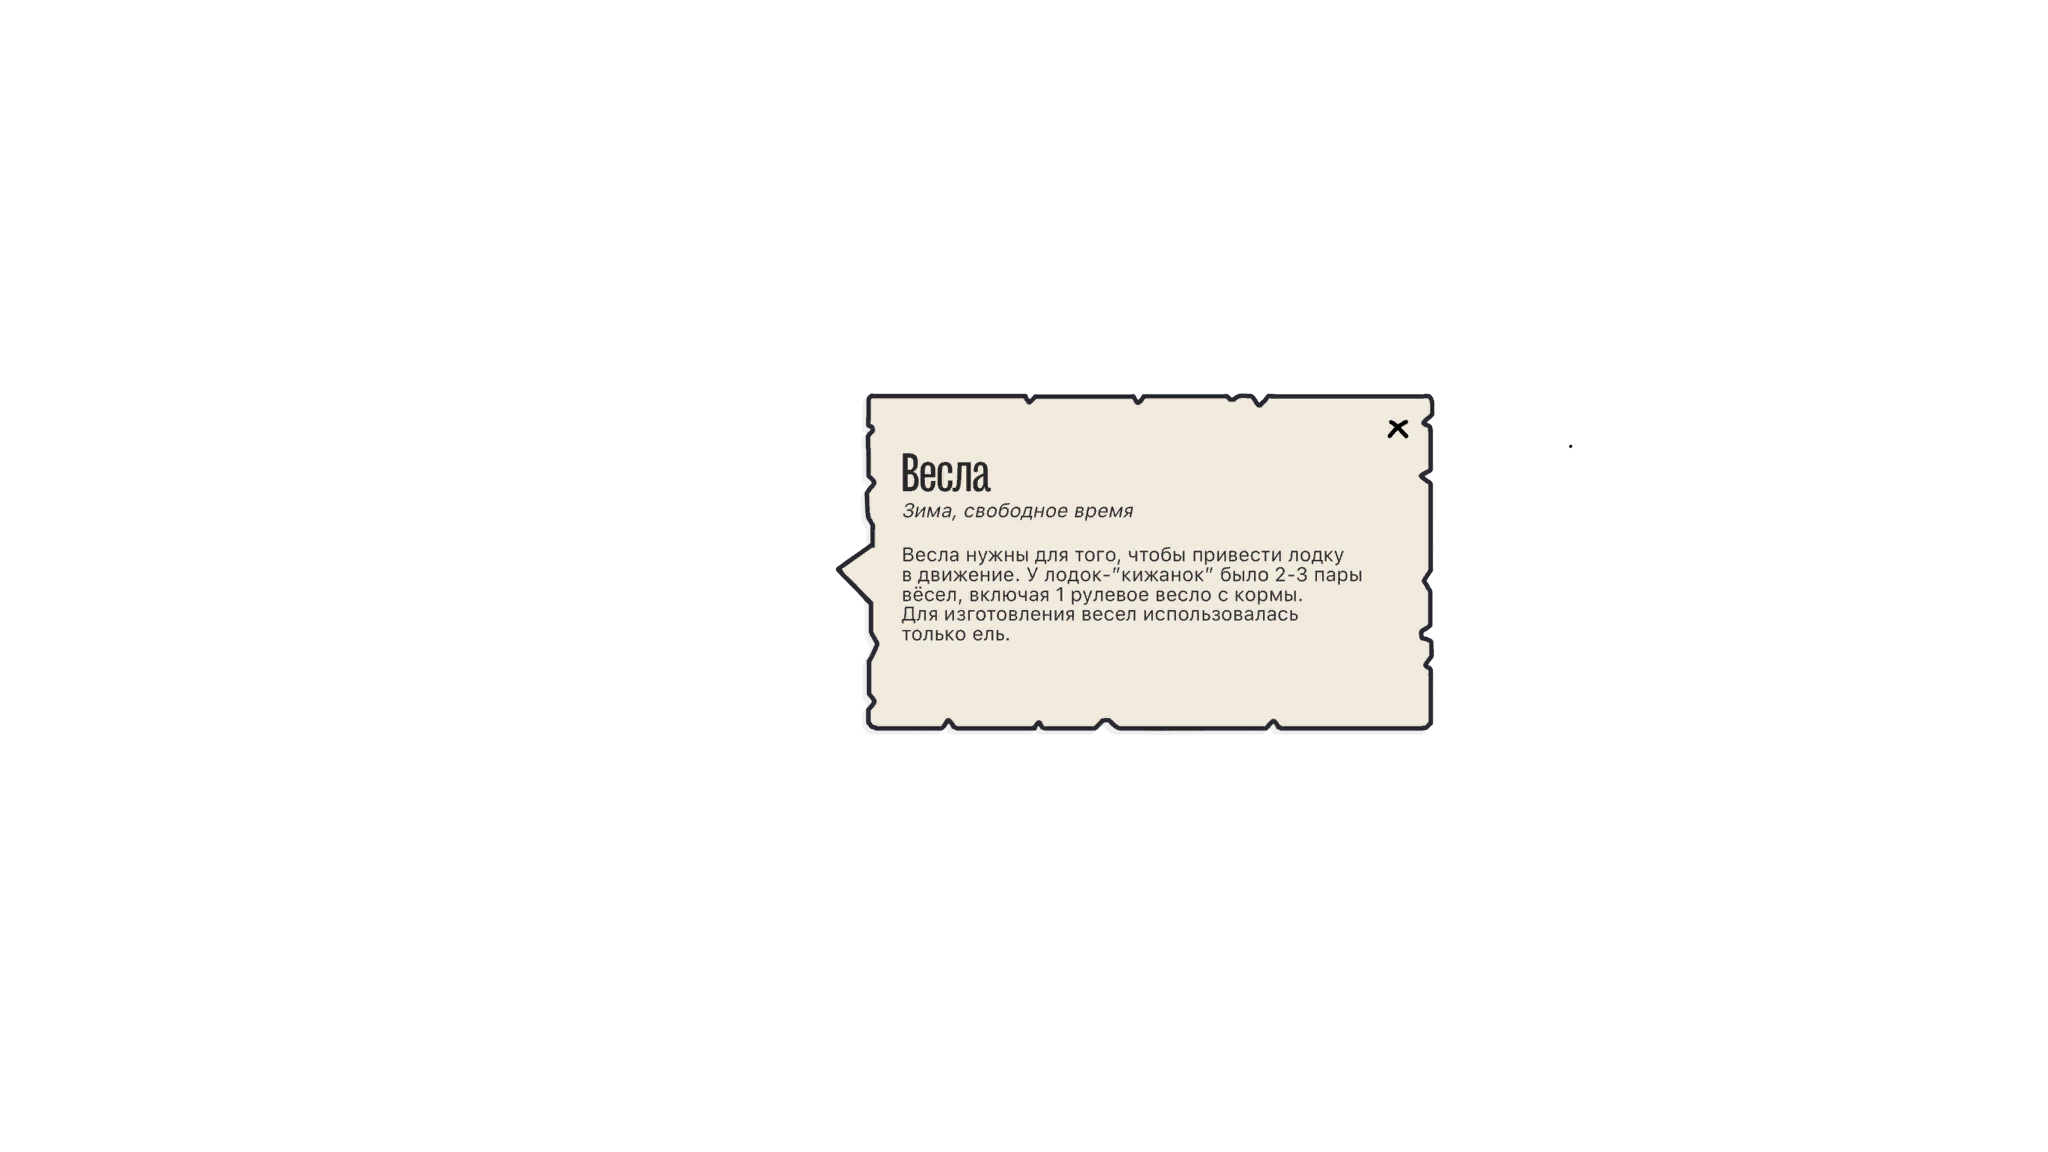 Весла
Зима, свободное время
Весла нужны для того, чтобы привести лодку
в движение. У лодок-"кижанок" было 2-3 пары
вёсел, включая 1 рулевое весло с кормы.
Для изготовления весел использовалась
только ель.